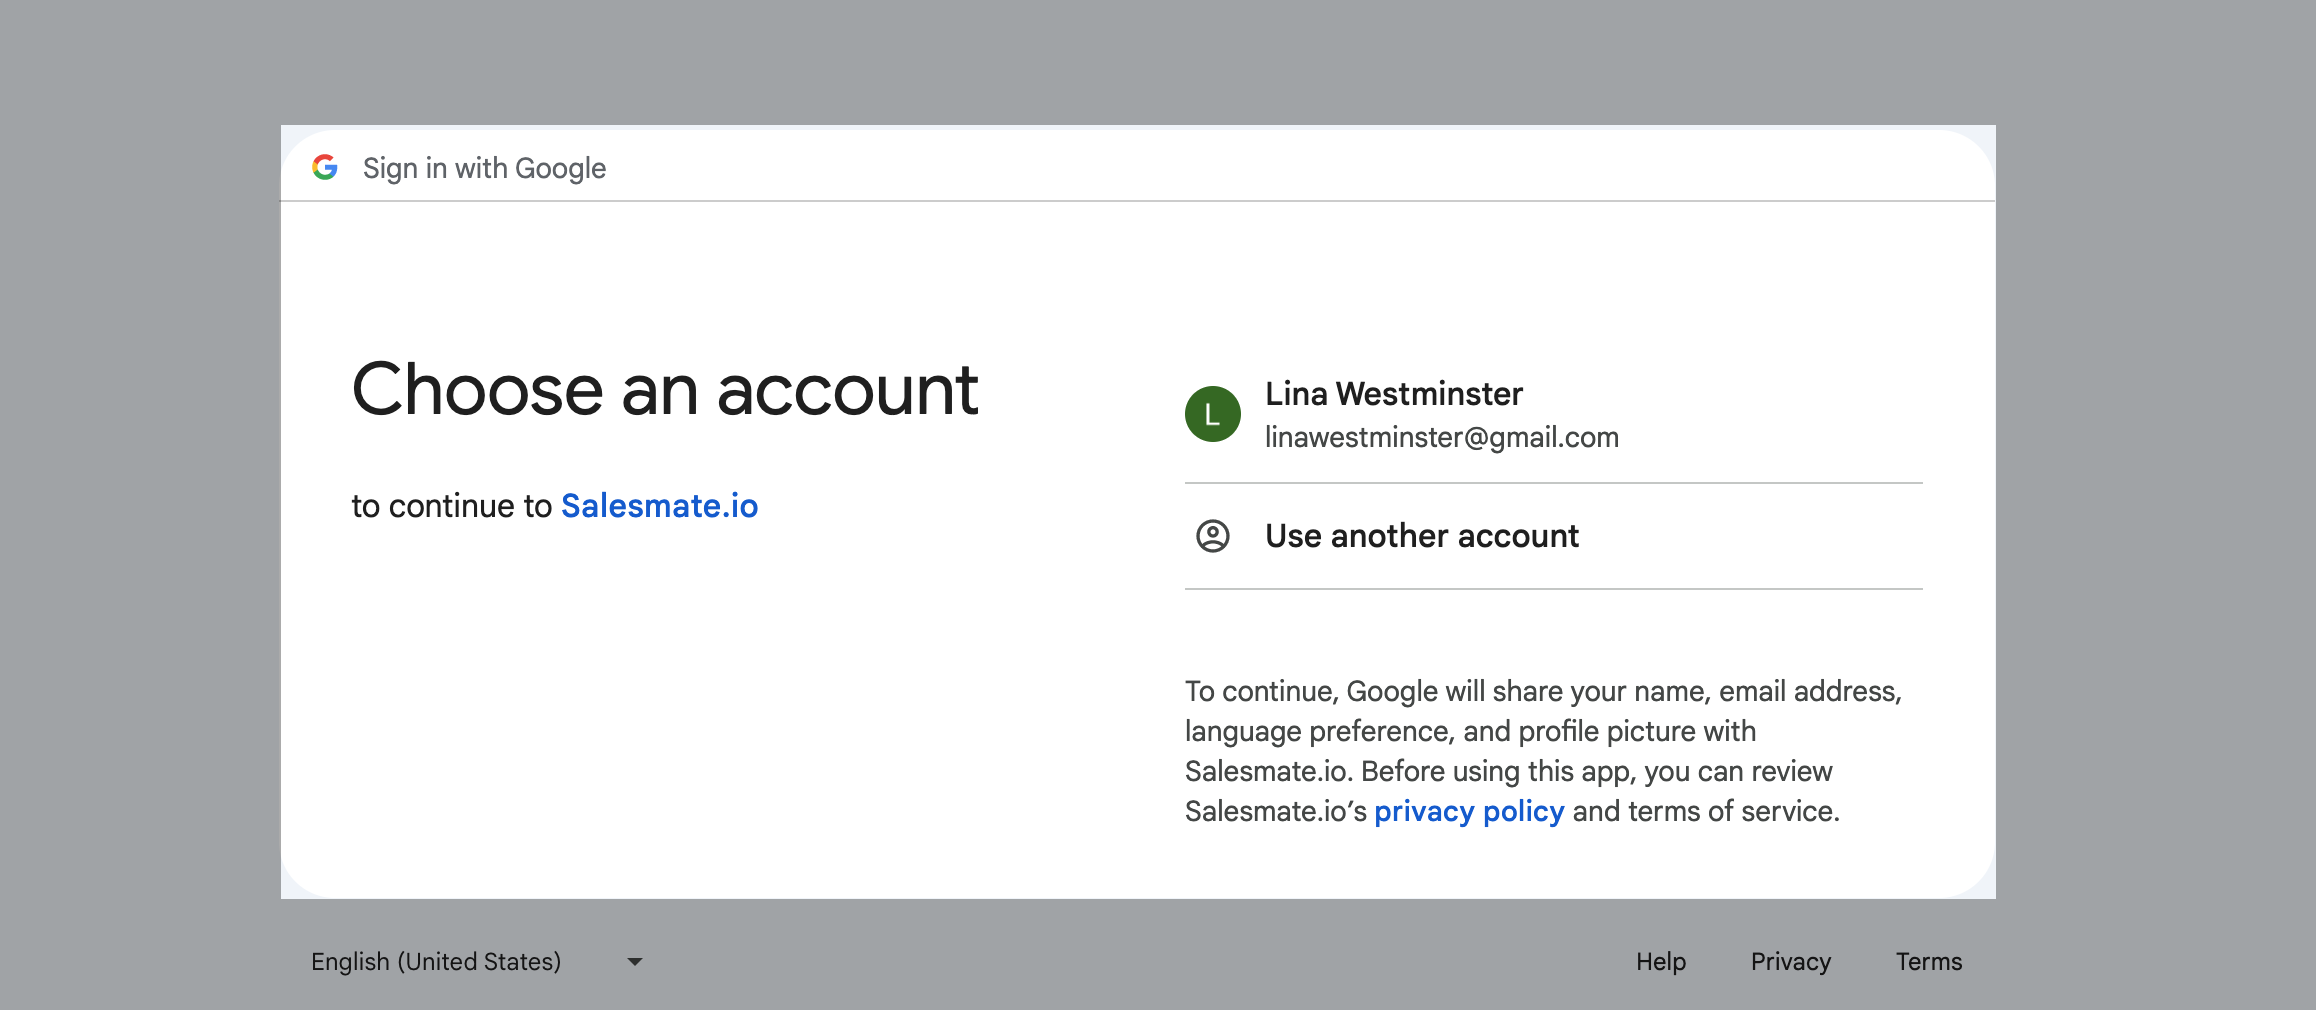 Sign in with Google
Choose an account
to continue to Salesmate.io
L
Lina Westminster
linawestminster@gmail.com
Use another account
To continue, Google will share your name, email address,
language preference, and profile picture with
Salesmate.io. Before using this app, you can review
Salesmate.io’s privacy policy and terms of service.
English (United States)
Help
Privacy
Terms